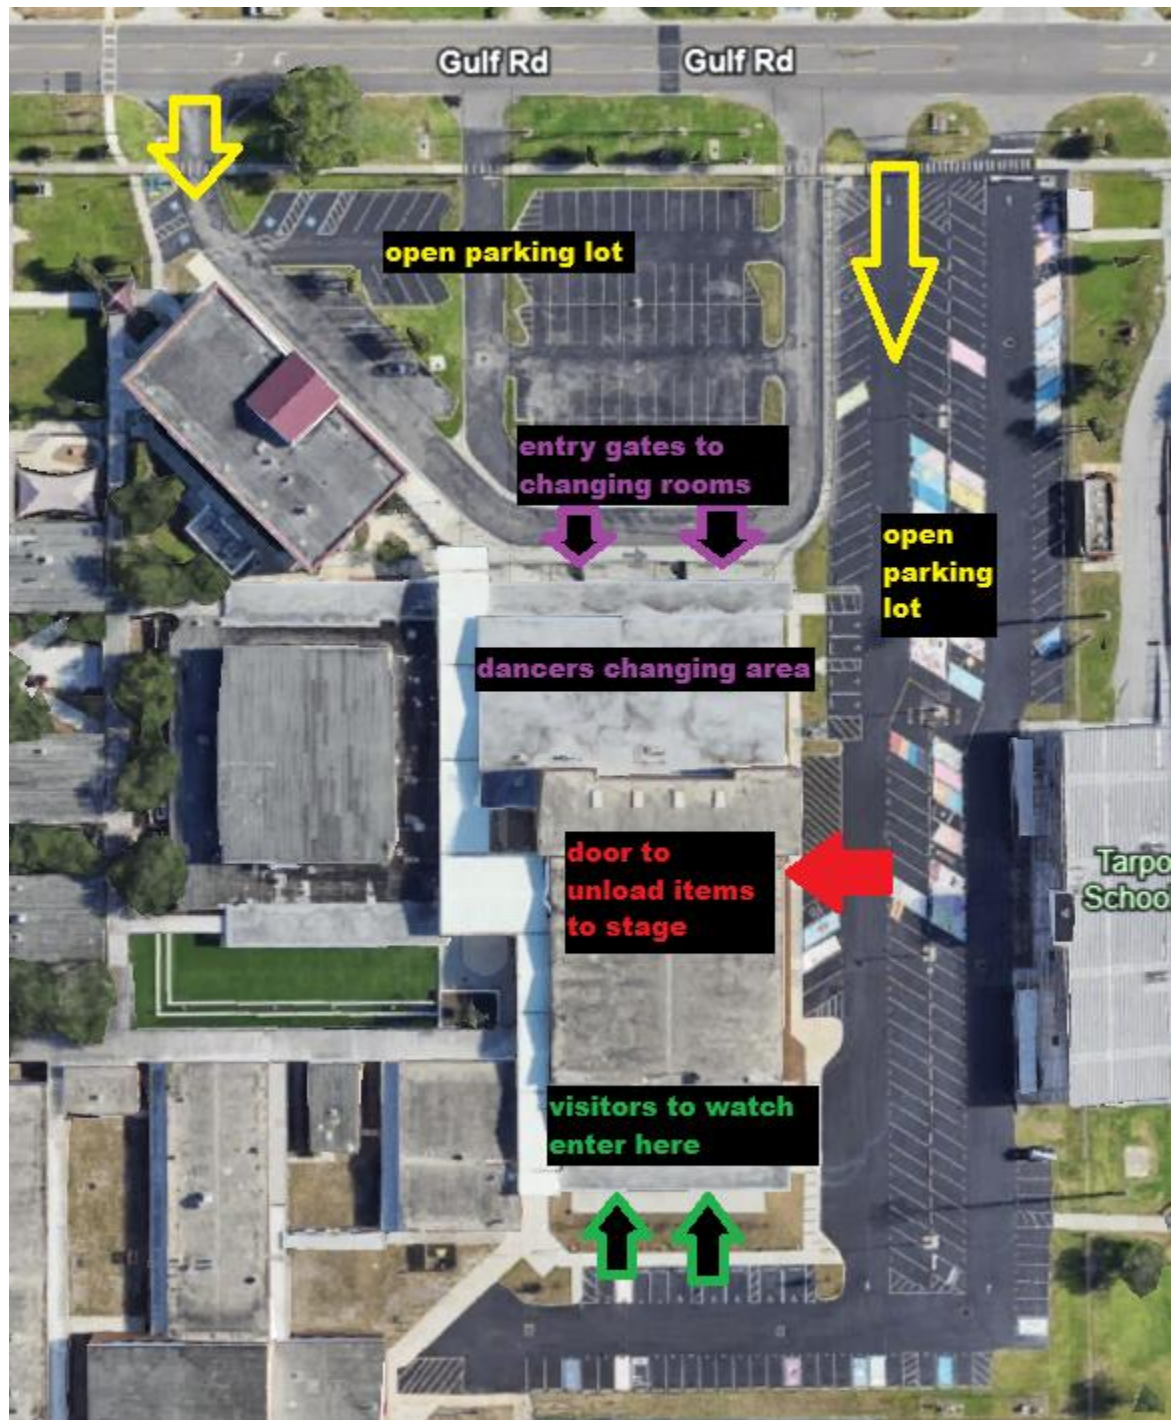 Gulf Rd
Gulf Rd
open parking lot
entry gates to
changing rooms
open
parking
lot
dancers changing area
door to
unload items
to stage
Tarpo
Schoo
visitors to watch
enter here